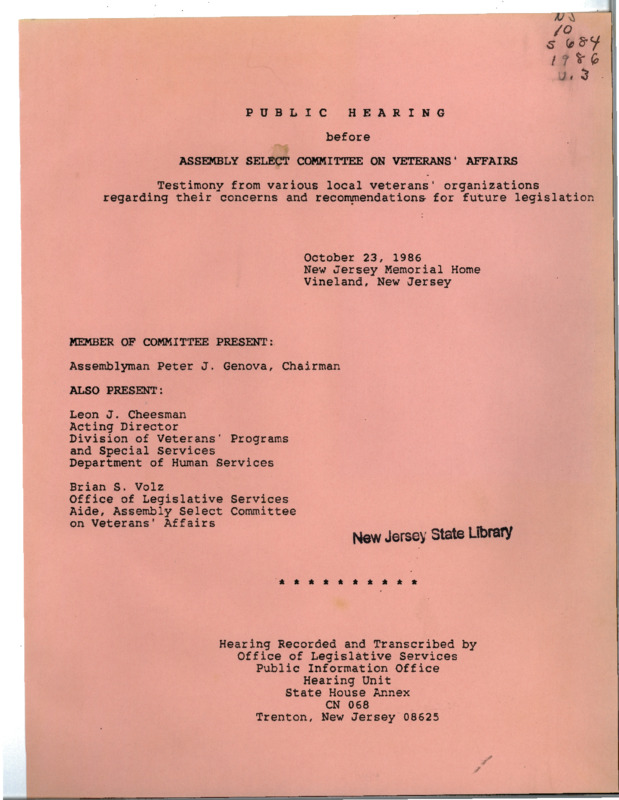 NJ
10
S 684
1986
v.3
PUBLIC HEARING
before
ASSEMBLY SELECT COMMITTEE ON VETERANS' AFFAIRS
Testimony from various local veterans' organizations
regarding their concerns and recommendations for future legislation
October 23, 1986
New Jersey Memorial Home
Vineland, New Jersey
MEMBER OF COMMITTEE PRESENT:
Assemblyman Peter J. Genova, Chairman
ALSO PRESENT:
Leon J. Cheesman
Acting Director
Division of Veterans' Programs
and Special Services
Department of Human Services
Brian S. Volz
Office of Legislative Services
Aide, Assembly Select Committee
on Veterans' Affairs
New Jersey State Library
* * * * * * * * * *
Hearing Recorded and Transcribed by
Office of Legislative Services
Public Information Office
Hearing Unit
State House Annex
CN 068
Trenton, New Jersey 08625